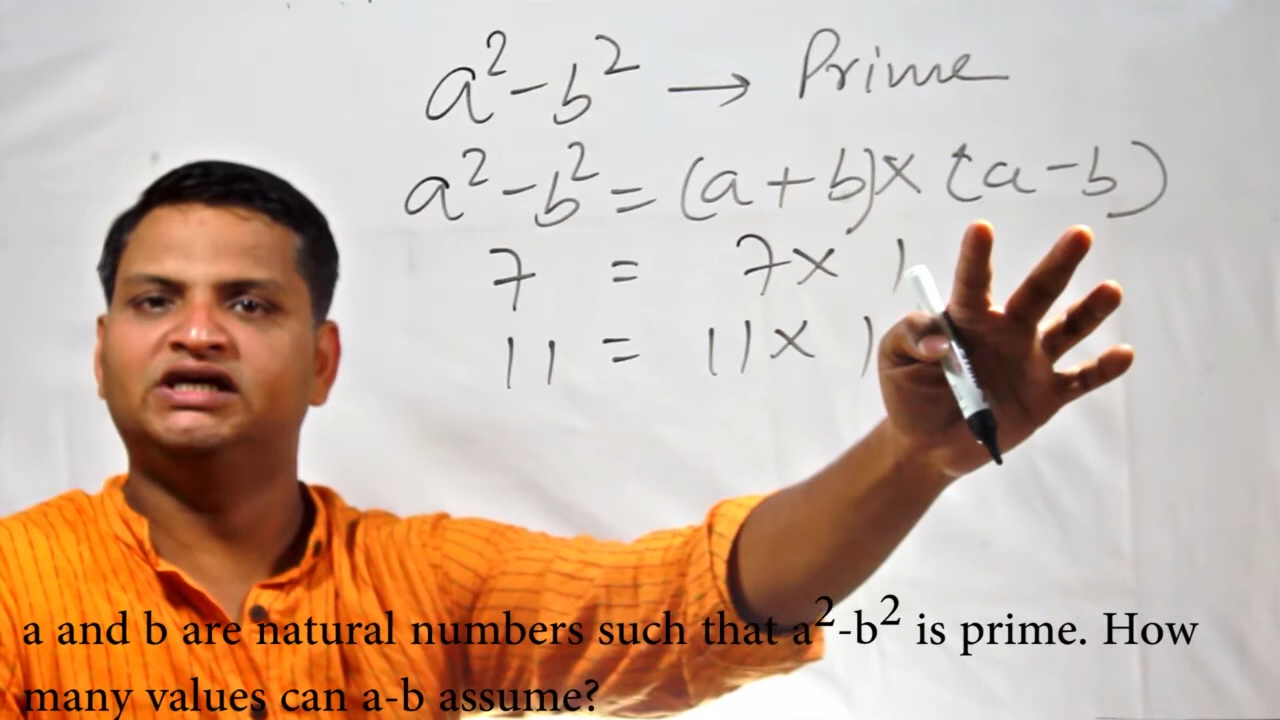 a²-b² → Prime
a²-b² = (a+b)×(a-b)
7 = 7×1
11 = 11×1
a and b are natural numbers such that a²-b² is prime. How
many values can a-b assume?